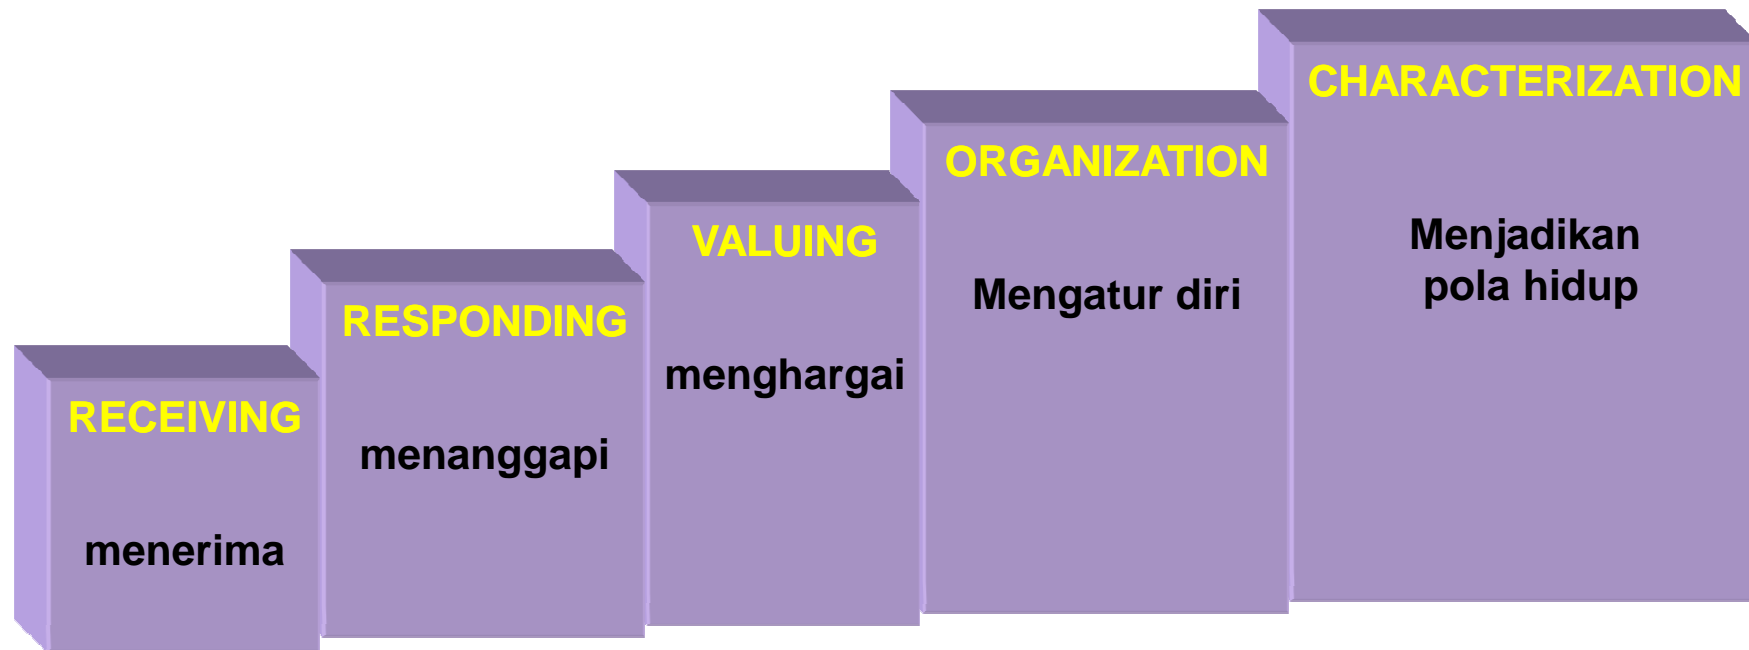 RECEIVING
menerima
RESPONDING
menanggapi
VALUING
menghargai
ORGANIZATION
Mengatur diri
CHARACTERIZATION
Menjadikan
pola hidup